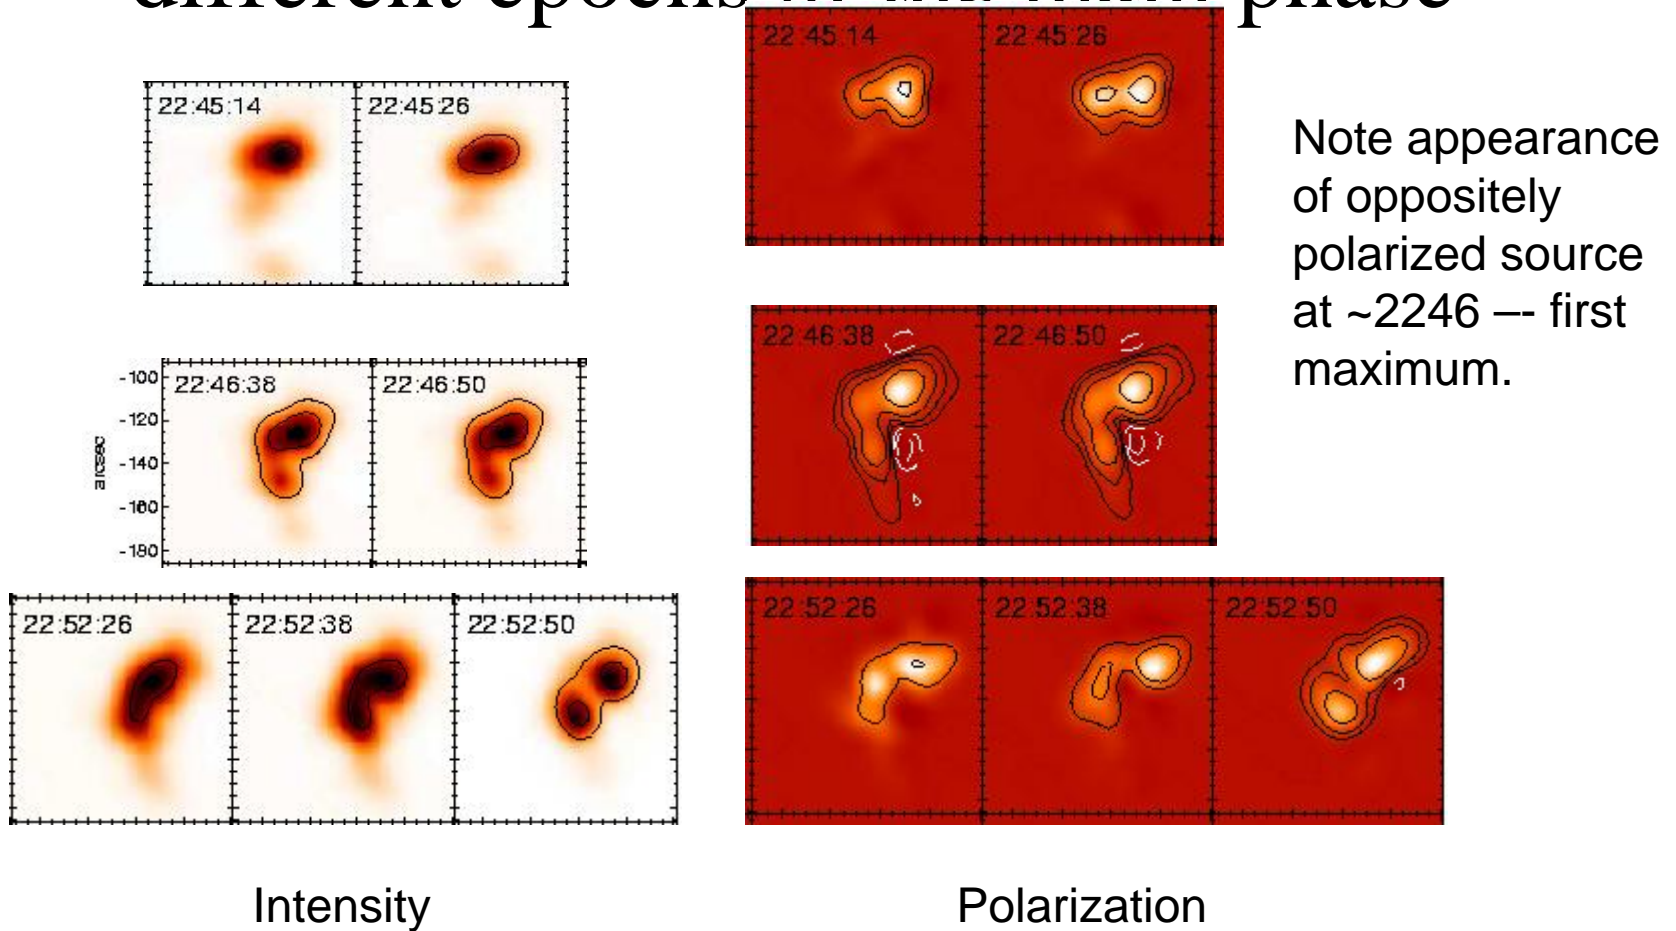 different epochs phase
22:45:14
22:45:26
22:45:14
22:45:26
Note appearance
of oppositely
polarized source
at ~2246 –- first
maximum.
-100
-120
-140
-160
-180
arcsec
22:46:38
22:46:50
22:46:38
22:46:50
22:52:26
22:52:38
22:52:50
22:52:26
22:52:38
22:52:50
Intensity
Polarization